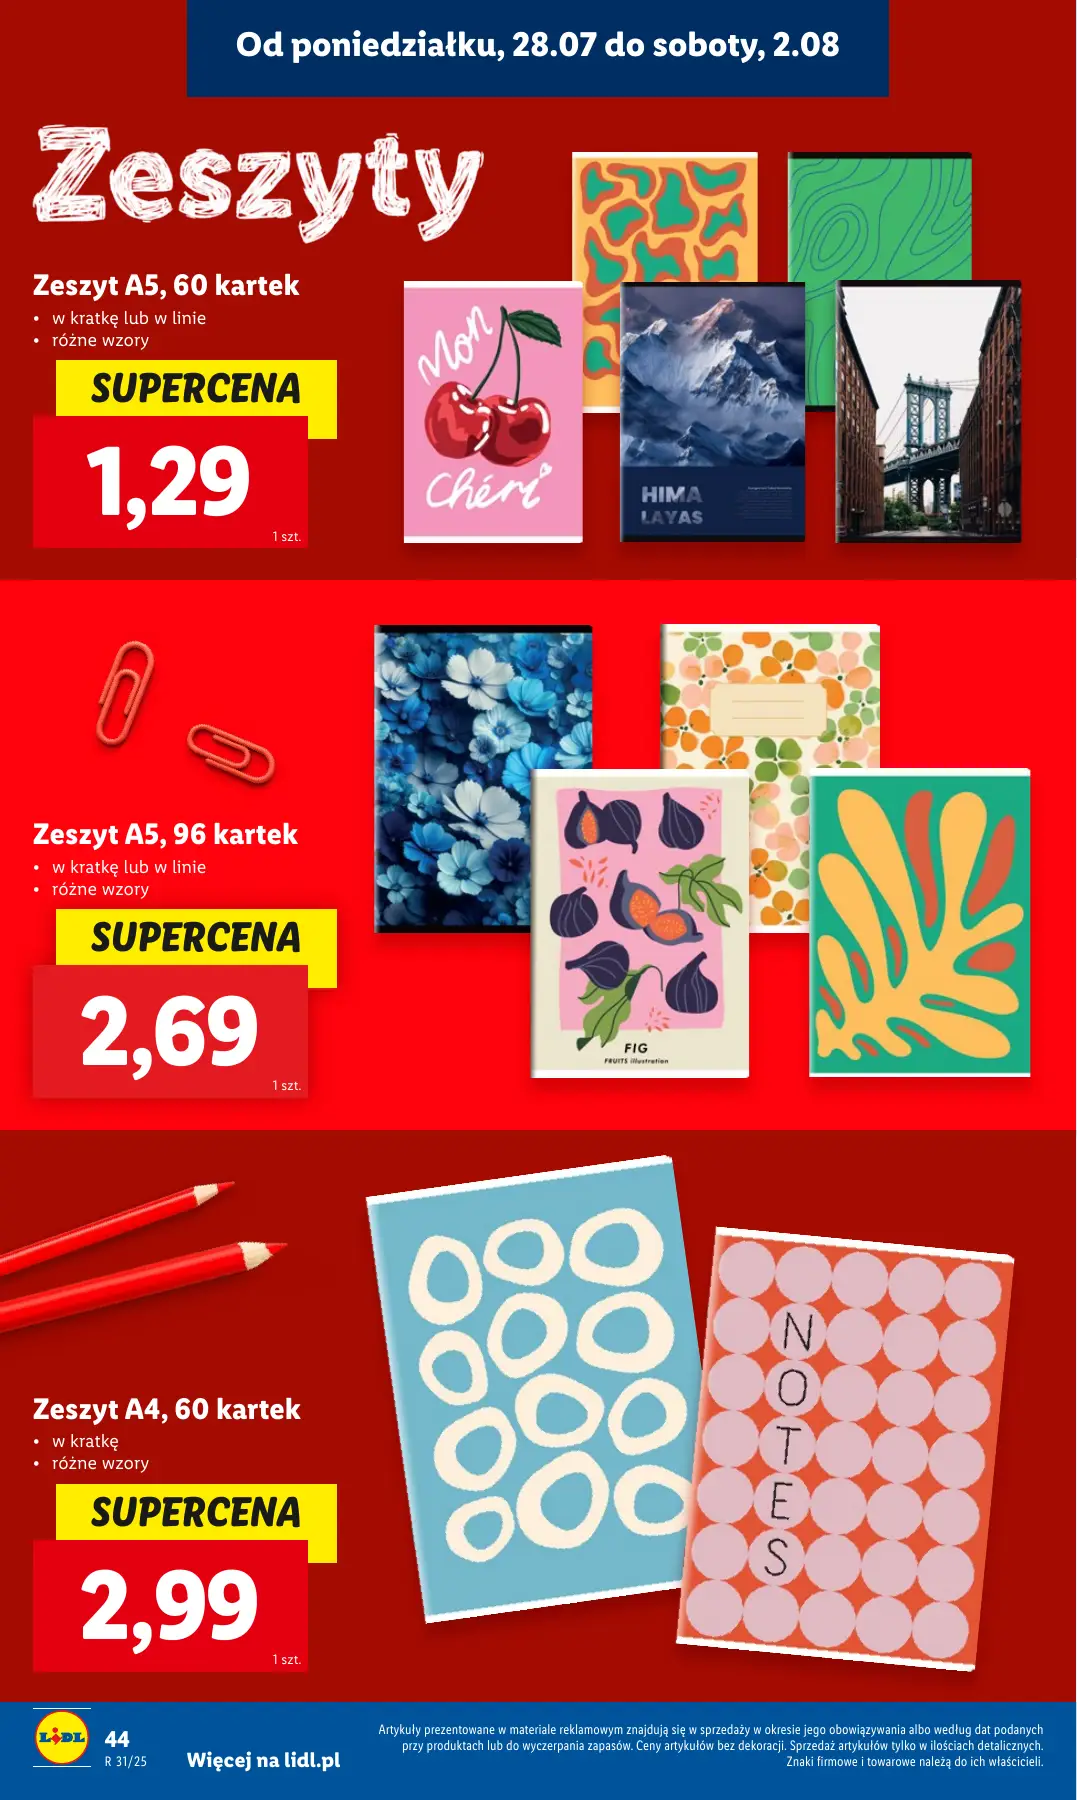 Od poniedziałku, 28.07 do soboty, 2.08
Zeszyty
Zeszyt A5, 60 kartek
• w kratkę lub w linie
• różne wzory
SUPERCENA
1,29
1 szt.
Mon
Chéri
HIMA
LAYAS
Zeszyt A5, 96 kartek
• w kratkę lub w linie
• różne wzory
SUPERCENA
2,69
1 szt.
FIG
FRUITS illustration
Zeszyt A4, 60 kartek
• w kratkę
• różne wzory
SUPERCENA
2,99
1 szt.
NOTES
LIDL
44
R 31/25
Więcej na lidl.pl
Artykuły prezentowane w materiale reklamowym znajdują się w sprzedaży w okresie jego obowiązywania albo według dat podanych
przy produktach lub do wyczerpania zapasów. Ceny artykułów bez dekoracji. Sprzedaż artykułów tylko w ilościach detalicznych.
Znaki firmowe i towarowe należą do ich właścicieli.